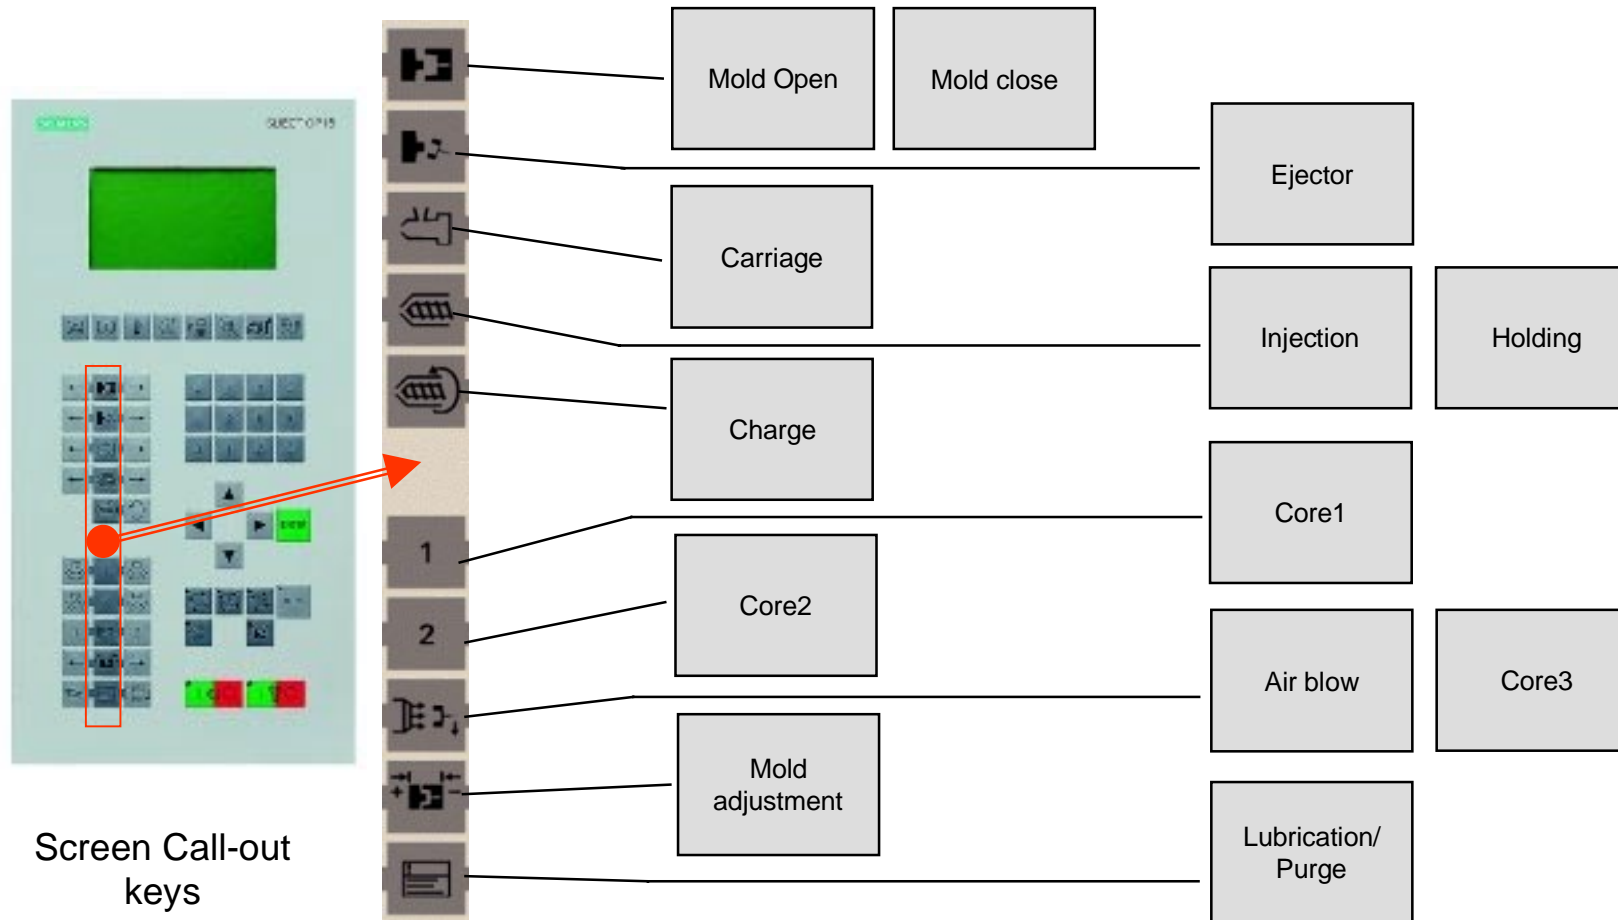 Mold Open
Mold close
SIEMENS
Ejector
Carriage
Injection
Holding
Charge
Core1
1
Core2
2
Air blow
Core3
Mold
adjustment
Screen Call-out
keys
Lubrication/
Purge